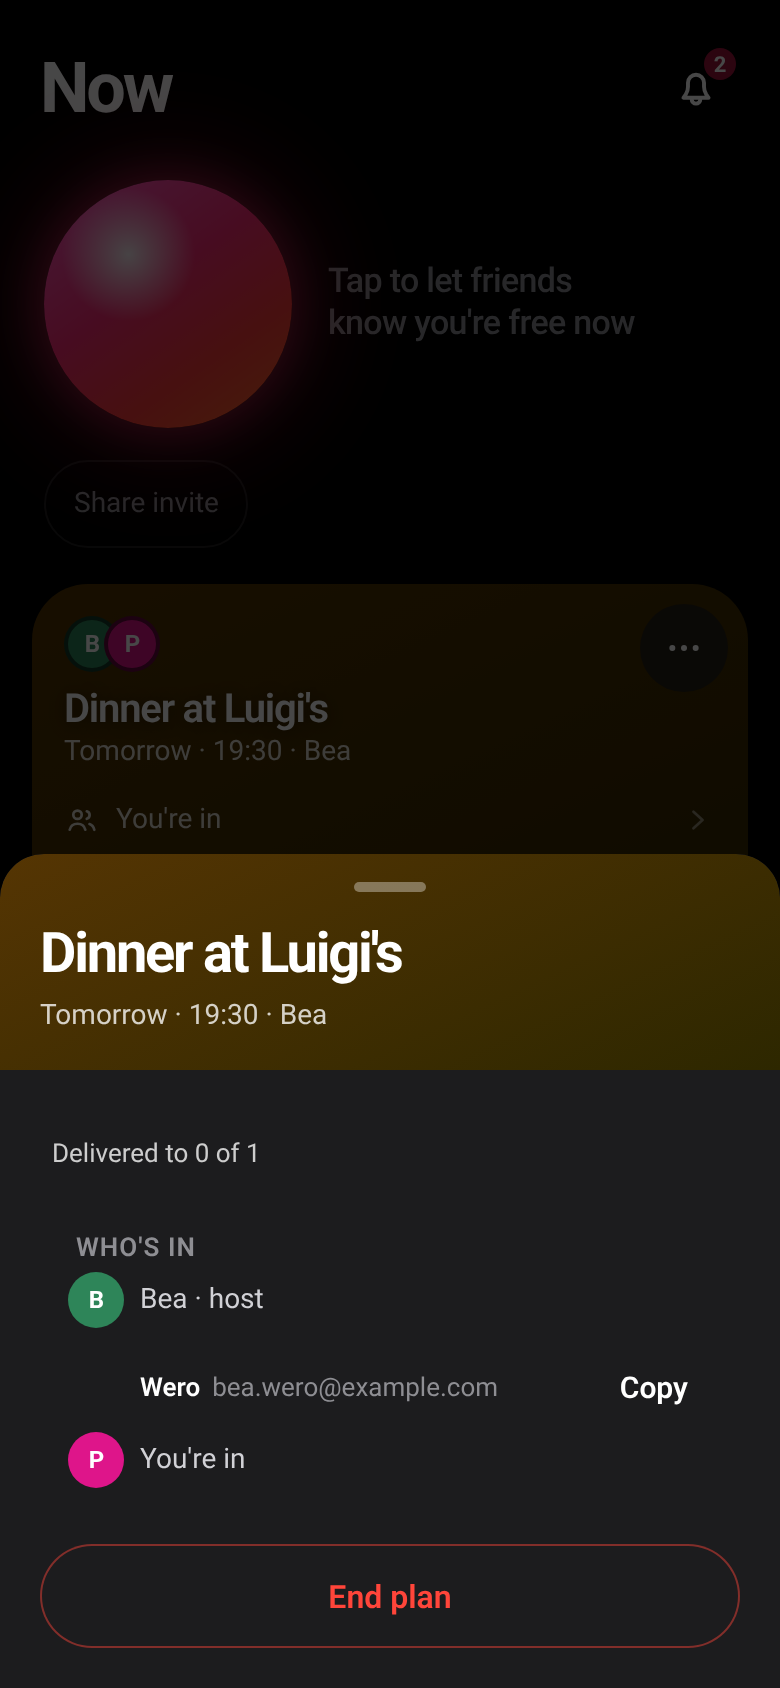 Now
2
Tap to let friends
know you're free now
Share invite
B P
Dinner at Luigi's
Tomorrow · 19:30 · Bea
You're in
Dinner at Luigi's
Tomorrow · 19:30 · Bea
Delivered to 0 of 1
WHO'S IN
B Bea · host
Wero bea.wero@example.com Copy
P You're in
End plan